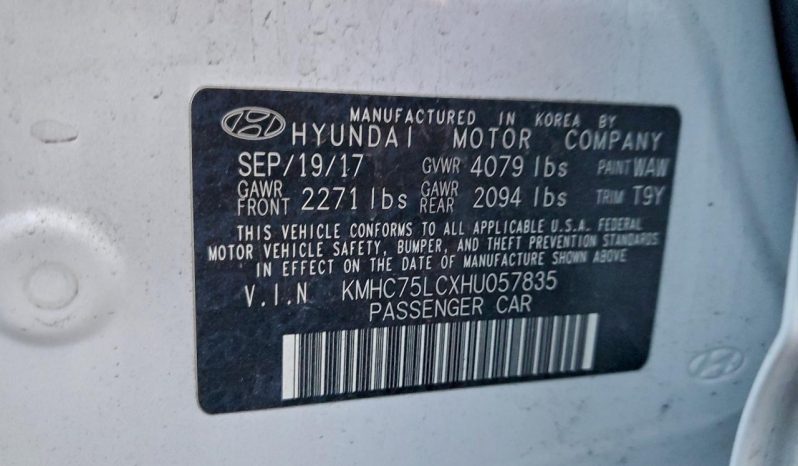 MANUFACTURED IN KOREA BY
HYUNDAI MOTOR COMPANY
SEP/19/17 GVWR 4079 lbs PAINT WAW
GAWR FRONT 2271 lbs GAWR REAR 2094 lbs TRIM T9Y
THIS VEHICLE CONFORMS TO ALL APPLICABLE U.S.A. FEDERAL
MOTOR VEHICLE SAFETY, BUMPER, AND THEFT PREVENTION STANDARDS
IN EFFECT ON THE DATE OF MANUFACTURE SHOWN ABOVE
V.I.N KMHC75LCXHU057835
PASSENGER CAR